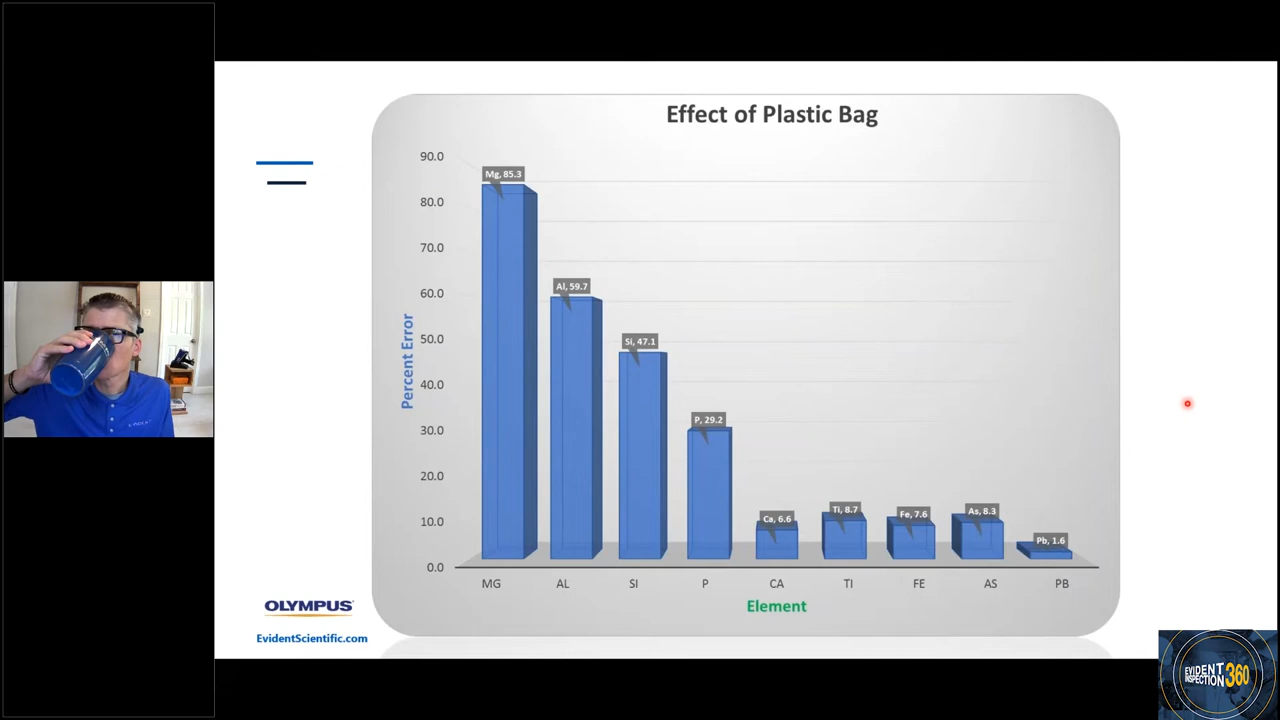 Effect of Plastic Bag
90.0
80.0
70.0
60.0
50.0
40.0
30.0
20.0
10.0
0.0
Percent Error
Mg, 85.3
Al, 59.7
Si, 47.1
P, 29.2
Ca, 6.6
Ti, 8.7
Fe, 7.6
As, 8.3
Pb, 1.6
MG AL SI P CA TI FE AS PB
Element
OLYMPUS
EvidentScientific.com
EVIDENT
INSPECTION 360